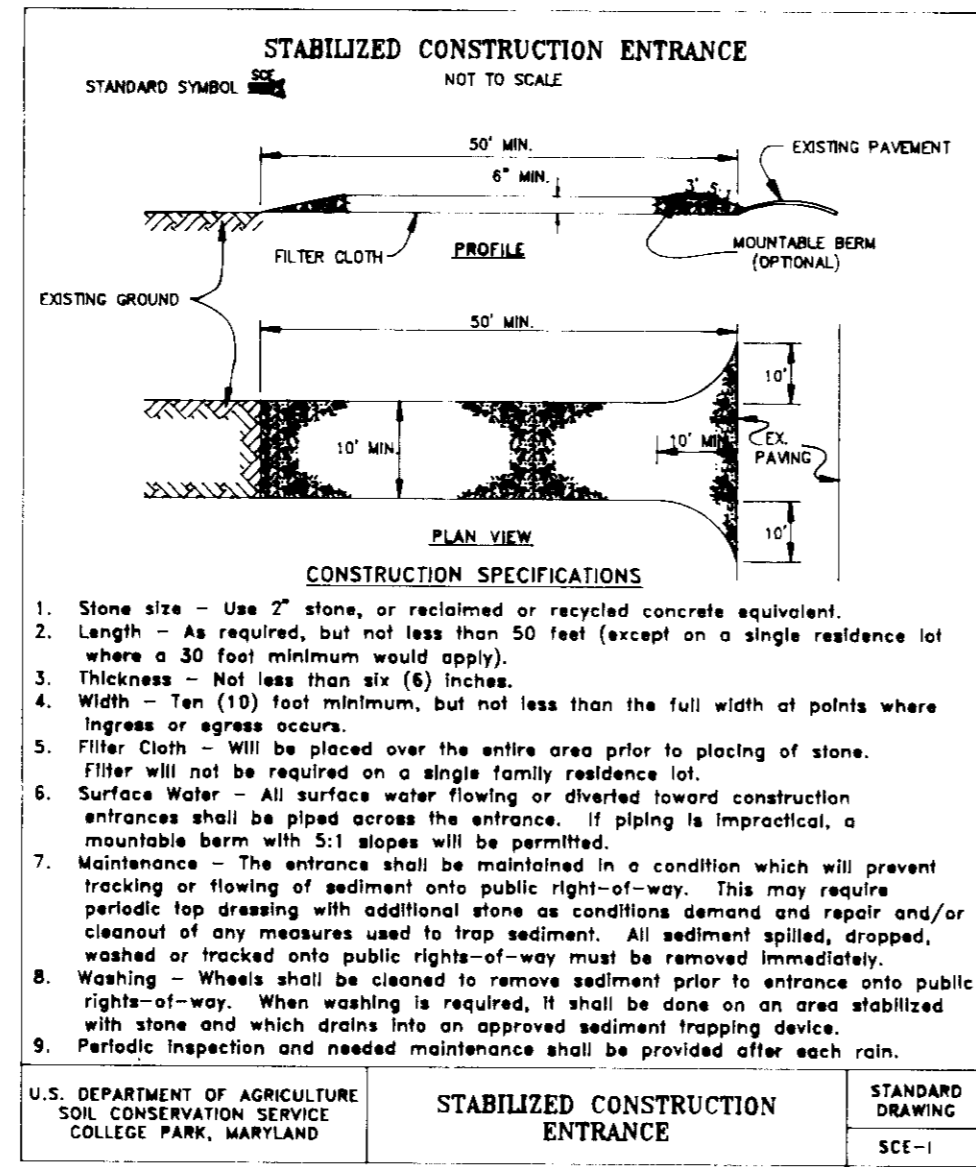 STABILIZED CONSTRUCTION ENTRANCE
NOT TO SCALE
STANDARD SYMBOL SCE
50' MIN.
EXISTING PAVEMENT
6" MIN.
3'
FILTER CLOTH
PROFILE
MOUNTABLE BERM
(OPTIONAL)
EXISTING GROUND
50' MIN.
10'
10' MIN.
10' MIN
EX.
PAVING
10'
PLAN VIEW
CONSTRUCTION SPECIFICATIONS
1. Stone size – Use 2" stone, or reclaimed or recycled concrete equivalent.
2. Length – As required, but not less than 50 feet (except on a single residence lot
where a 30 foot minimum would apply).
3. Thickness – Not less than six (6) inches.
4. Width – Ten (10) foot minimum, but not less than the full width at points where
ingress or egress occurs.
5. Filter Cloth – Will be placed over the entire area prior to placing of stone.
Filter will not be required on a single family residence lot.
6. Surface Water – All surface water flowing or diverted toward construction
entrances shall be piped across the entrance. If piping is impractical, a
mountable berm with 5:1 slopes will be permitted.
7. Maintenance – The entrance shall be maintained in a condition which will prevent
tracking or flowing of sediment onto public right-of-way. This may require
periodic top dressing with additional stone as conditions demand and repair and/or
cleanout of any measures used to trap sediment. All sediment spilled, dropped,
washed or tracked onto public rights-of-way must be removed immediately.
8. Washing – Wheels shall be cleaned to remove sediment prior to entrance onto public
rights-of-way. When washing is required, it shall be done on an area stabilized
with stone and which drains into an approved sediment trapping device.
9. Periodic inspection and needed maintenance shall be provided after each rain.
U.S. DEPARTMENT OF AGRICULTURE
SOIL CONSERVATION SERVICE
COLLEGE PARK, MARYLAND
STABILIZED CONSTRUCTION
ENTRANCE
STANDARD
DRAWING
SCE-1